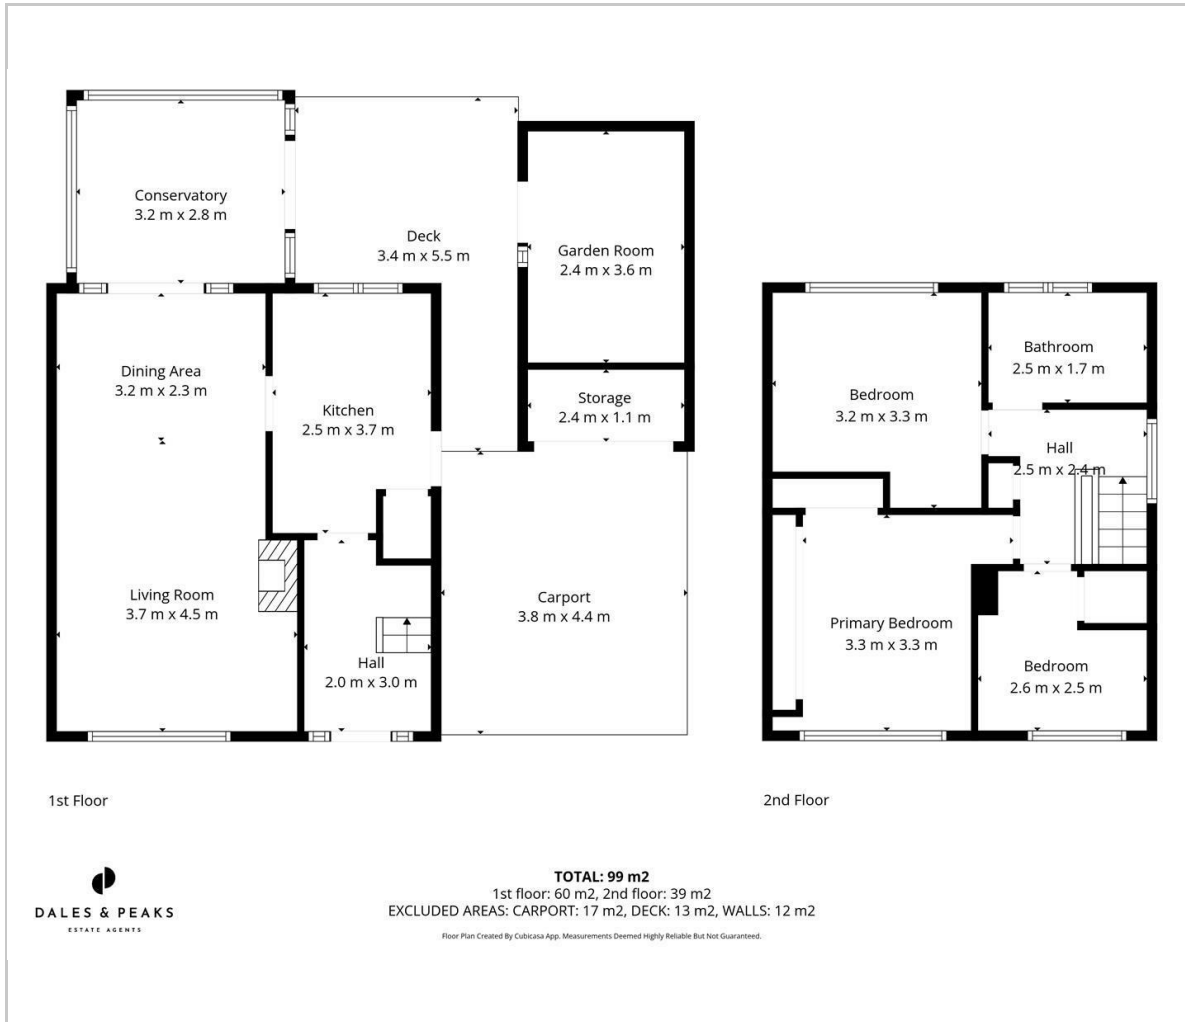 Conservatory
3.2 m x 2.8 m
Deck
3.4 m x 5.5 m
Garden Room
2.4 m x 3.6 m
Dining Area
3.2 m x 2.3 m
Kitchen
2.5 m x 3.7 m
Storage
2.4 m x 1.1 m
Living Room
3.7 m x 4.5 m
Hall
2.0 m x 3.0 m
Carport
3.8 m x 4.4 m
Bedroom
3.2 m x 3.3 m
Bathroom
2.5 m x 1.7 m
Hall
2.5 m x 2.4 m
Primary Bedroom
3.3 m x 3.3 m
Bedroom
2.6 m x 2.5 m
1st Floor
2nd Floor
DALES & PEAKS
ESTATE AGENTS
TOTAL: 99 m2
1st floor: 60 m2, 2nd floor: 39 m2
EXCLUDED AREAS: CARPORT: 17 m2, DECK: 13 m2, WALLS: 12 m2
Floor Plan Created By Cubicasa App. Measurements Deemed Highly Reliable But Not Guaranteed.